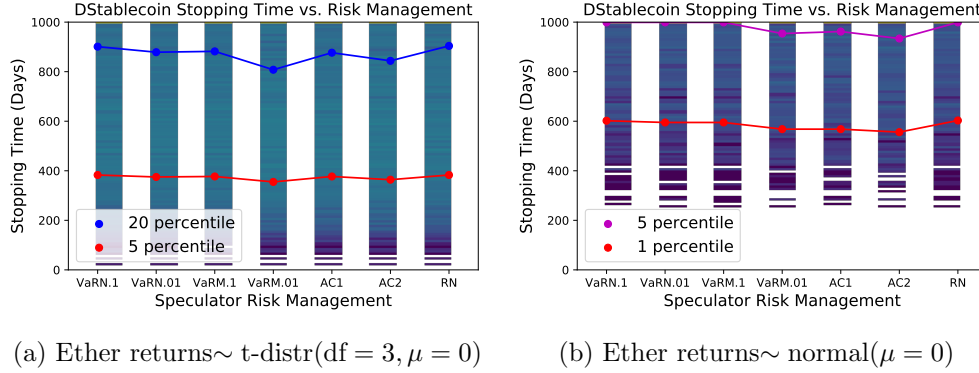 DStablecoin Stopping Time vs. Risk Management
Stopping Time (Days)
1000
800
600
400
200
0
20 percentile
5 percentile
VaRN.1 VaRN.01 VaRM.1 VaRM.01 AC1 AC2 RN
Speculator Risk Management
(a) Ether returns∼ t-distr(df = 3, μ = 0)
DStablecoin Stopping Time vs. Risk Management
Stopping Time (Days)
1000
800
600
400
200
0
5 percentile
1 percentile
VaRN.1 VaRN.01 VaRM.1 VaRM.01 AC1 AC2 RN
Speculator Risk Management
(b) Ether returns∼ normal(μ = 0)